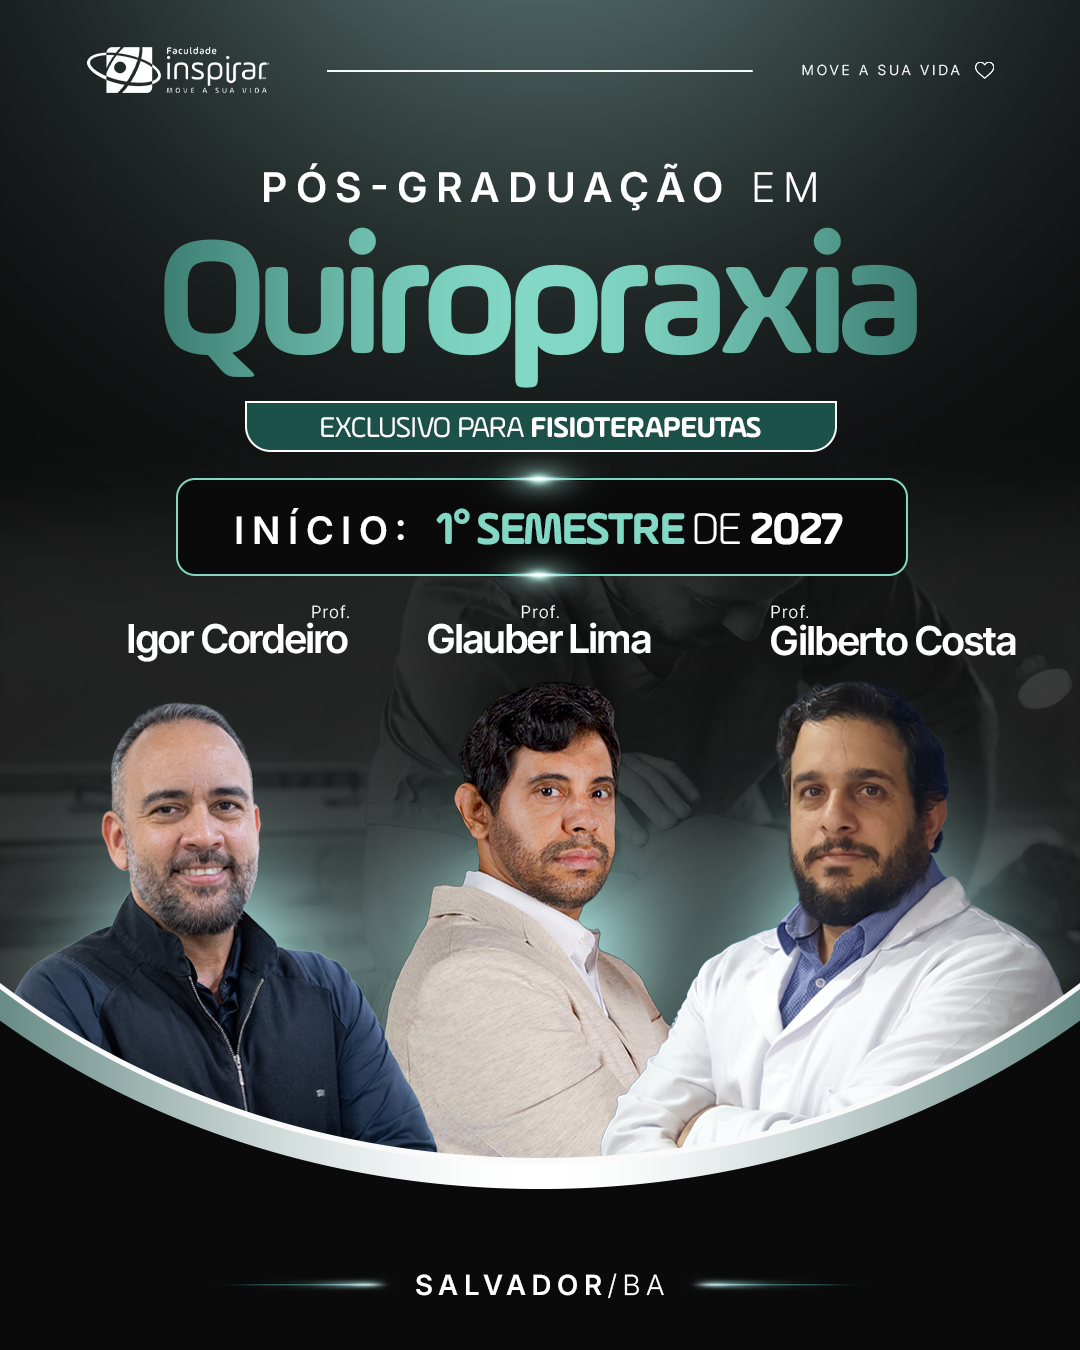 Faculdade
inspirar
MOVE A SUA VIDA
MOVE A SUA VIDA
PÓS-GRADUAÇÃO EM
Quiropraxia
EXCLUSIVO PARA FISIOTERAPEUTAS
INÍCIO: 1° SEMESTRE DE 2027
Prof.
Igor Cordeiro
Prof.
Glauber Lima
Prof.
Gilberto Costa
SALVADOR/BA